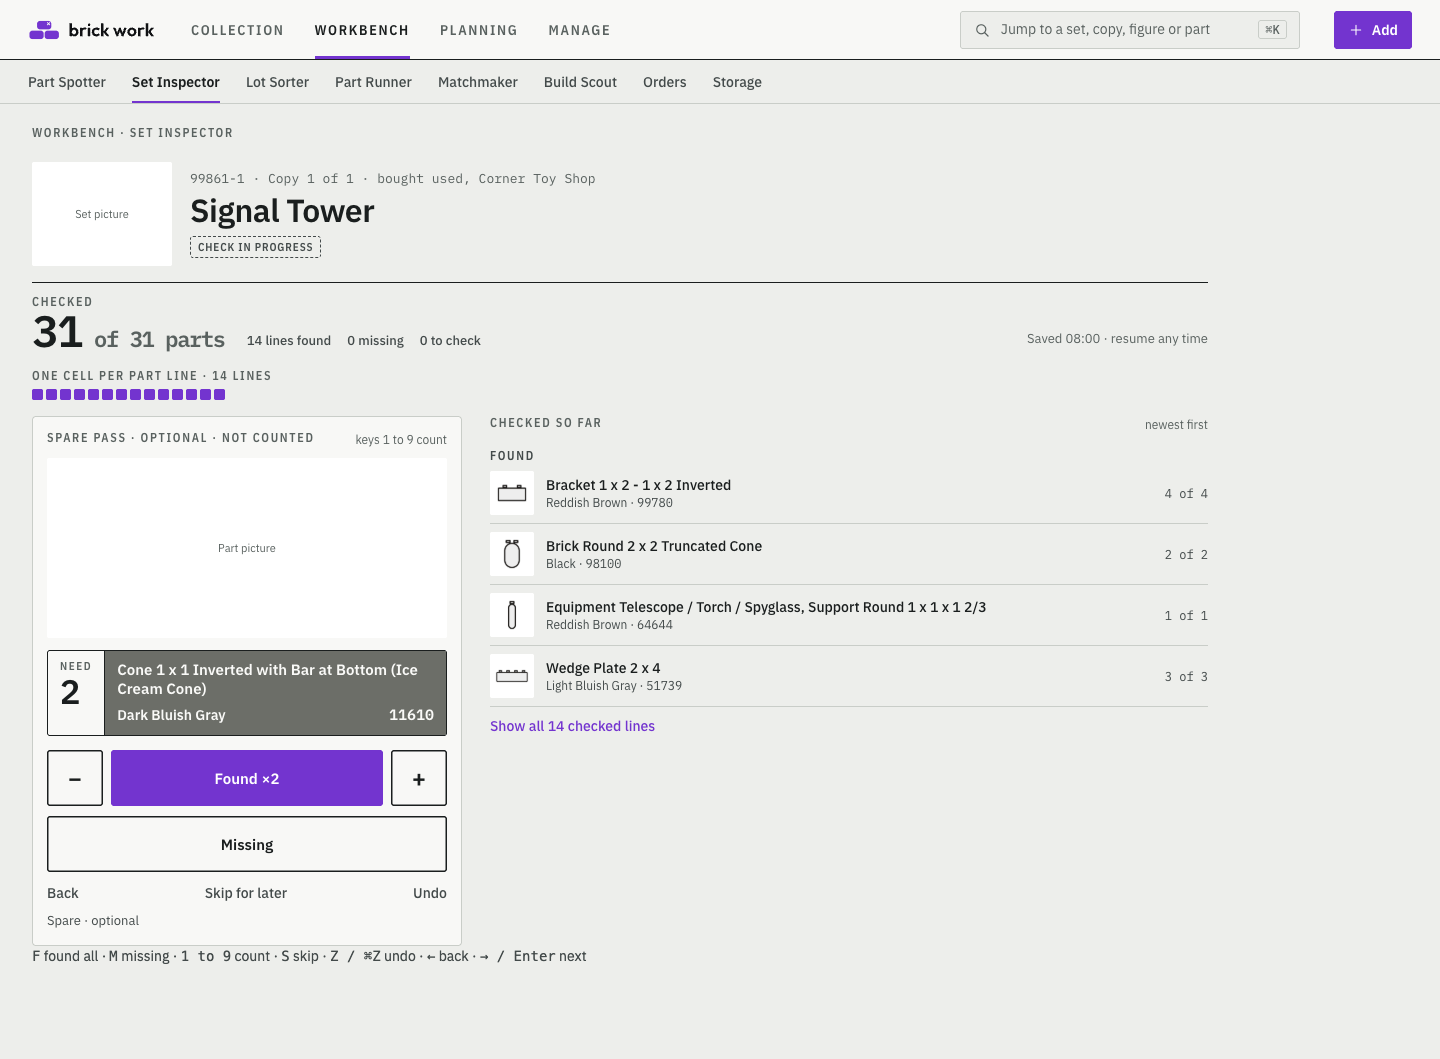 brick work
COLLECTION
WORKBENCH
PLANNING
MANAGE
Jump to a set, copy, figure or part
⌘K
+ Add
Part Spotter
Set Inspector
Lot Sorter
Part Runner
Matchmaker
Build Scout
Orders
Storage
WORKBENCH · SET INSPECTOR
Set picture
99861-1 · Copy 1 of 1 · bought used, Corner Toy Shop
Signal Tower
CHECK IN PROGRESS
CHECKED
31 of 31 parts
14 lines found
0 missing
0 to check
Saved 08:00 · resume any time
ONE CELL PER PART LINE · 14 LINES
SPARE PASS · OPTIONAL · NOT COUNTED
keys 1 to 9 count
Part picture
NEED
2
Cone 1 x 1 Inverted with Bar at Bottom (Ice
Cream Cone)
Dark Bluish Gray
11610
−
Found ×2
+
Missing
Back
Skip for later
Undo
Spare · optional
CHECKED SO FAR
newest first
FOUND
Bracket 1 x 2 - 1 x 2 Inverted
Reddish Brown · 99780
4 of 4
Brick Round 2 x 2 Truncated Cone
Black · 98100
2 of 2
Equipment Telescope / Torch / Spyglass, Support Round 1 x 1 x 1 2/3
Reddish Brown · 64644
1 of 1
Wedge Plate 2 x 4
Light Bluish Gray · 51739
3 of 3
Show all 14 checked lines
F found all · M missing · 1 to 9 count · S skip · Z / ⌘Z undo · ← back · → / Enter next